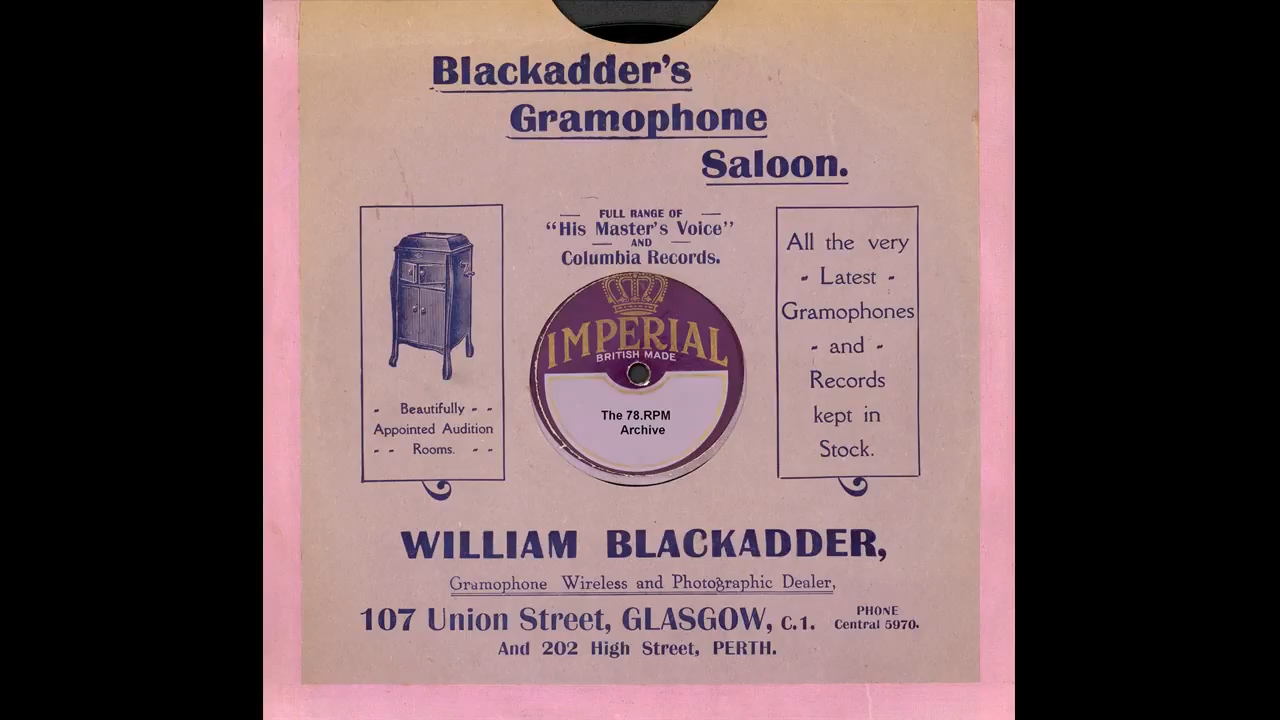 Blackadder's
Gramophone
Saloon.
FULL RANGE OF
"His Master's Voice"
AND
Columbia Records.
- Beautifully - -
Appointed Audition
- - Rooms. - -
IMPERIAL
BRITISH MADE
The 78.RPM
Archive
All the very
- Latest -
Gramophones
- and -
Records
kept in
Stock.
WILLIAM BLACKADDER,
Gramophone Wireless and Photographic Dealer,
107 Union Street, GLASGOW, C.1.
PHONE
Central 5970.
And 202 High Street, PERTH.